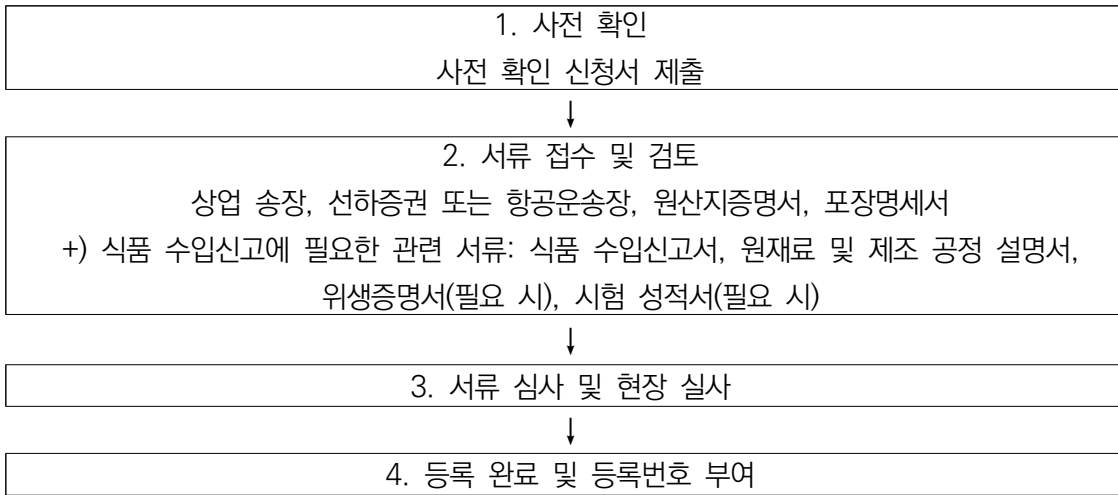 1. 사전 확인
사전 확인 신청서 제출
↓
2. 서류 접수 및 검토
상업 송장, 선하증권 또는 항공운송장, 원산지증명서, 포장명세서
+) 식품 수입신고에 필요한 관련 서류: 식품 수입신고서, 원재료 및 제조 공정 설명서,
위생증명서(필요 시), 시험 성적서(필요 시)
↓
3. 서류 심사 및 현장 실사
↓
4. 등록 완료 및 등록번호 부여